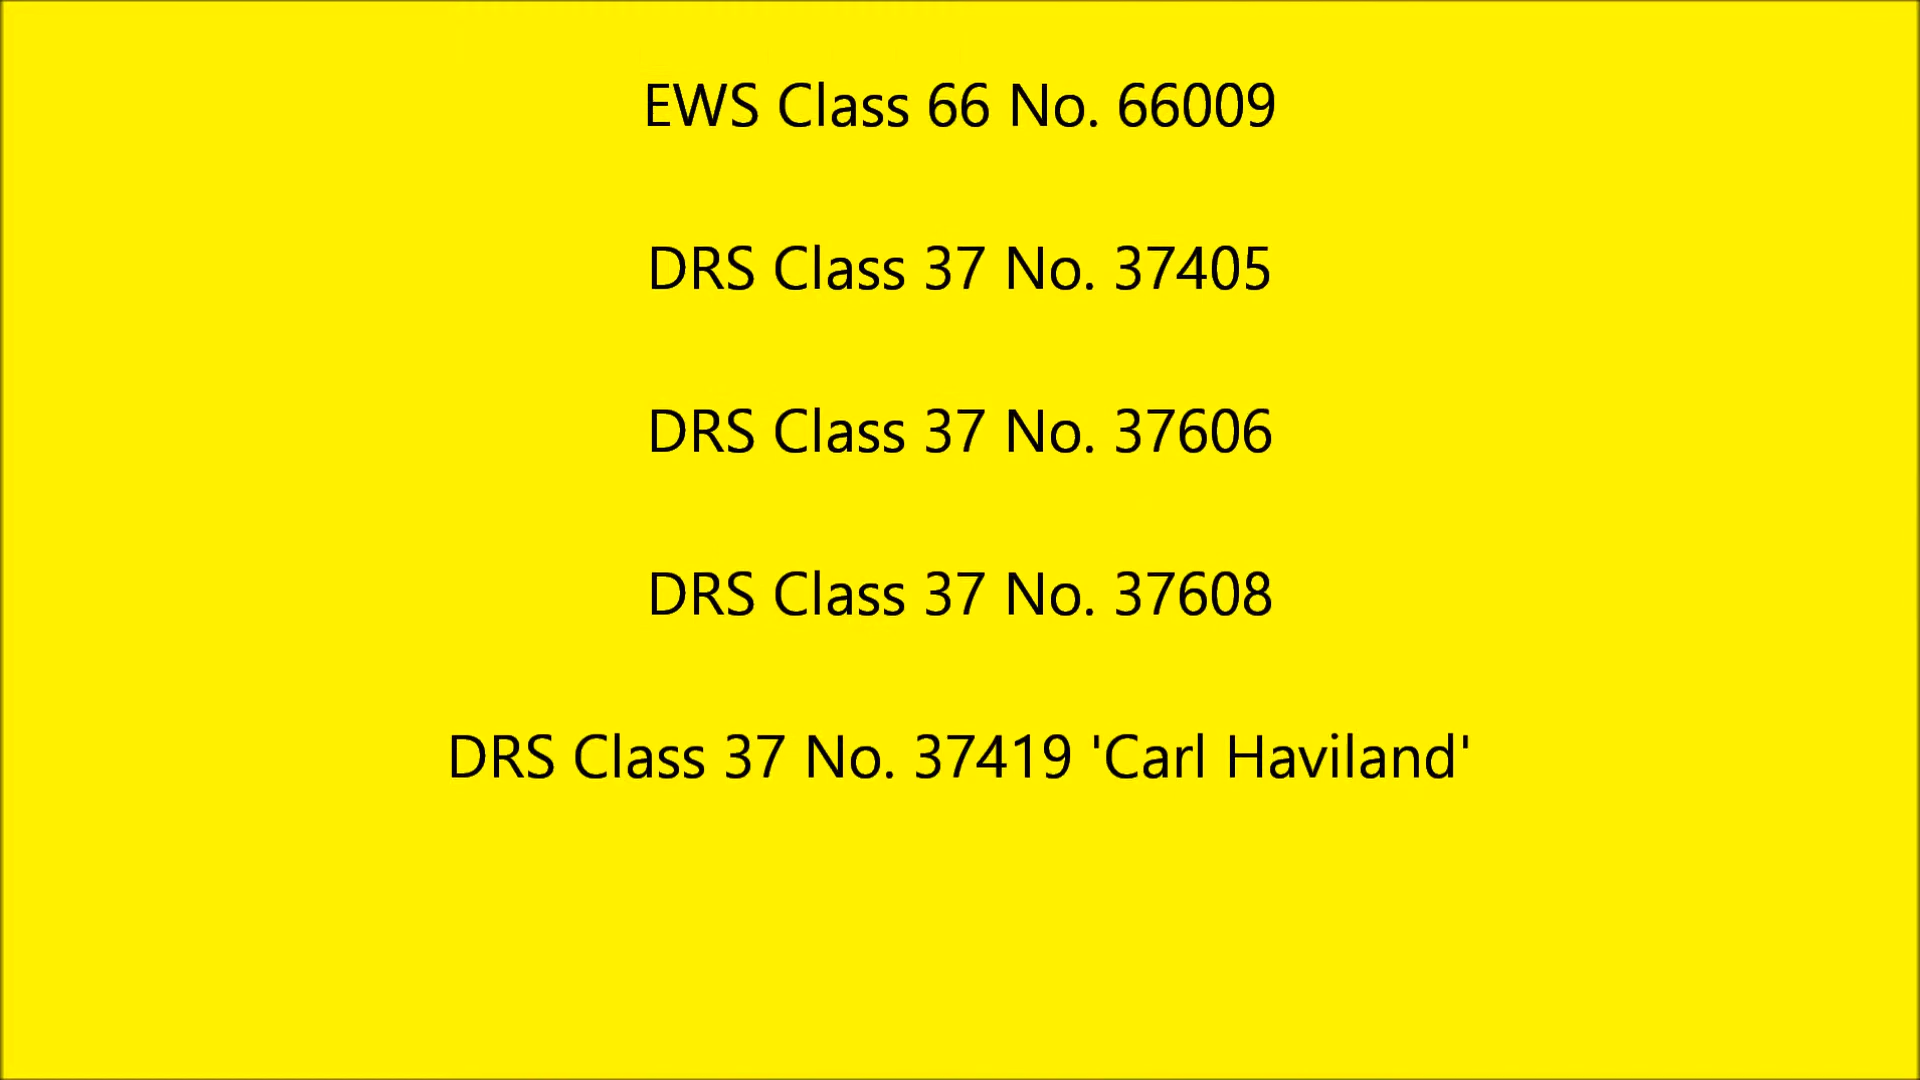 EWS Class 66 No. 66009
DRS Class 37 No. 37405
DRS Class 37 No. 37606
DRS Class 37 No. 37608
DRS Class 37 No. 37419 'Carl Haviland'